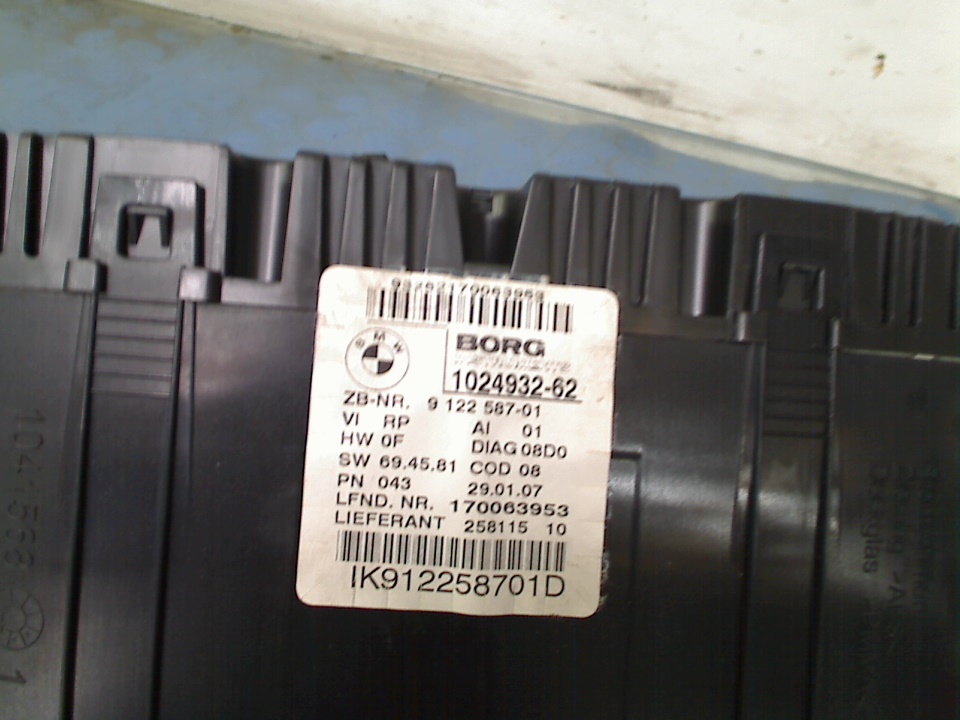 BMW
BORG
1024932-62
ZB-NR. 9 122 587-01
VI RP AI 01
HW 0F DIAG 08D0
SW 69.45.81 COD 08
PN 043 29.01.07
LFND. NR. 170063953
LIEFERANT 258115 10
IK912258701D
1